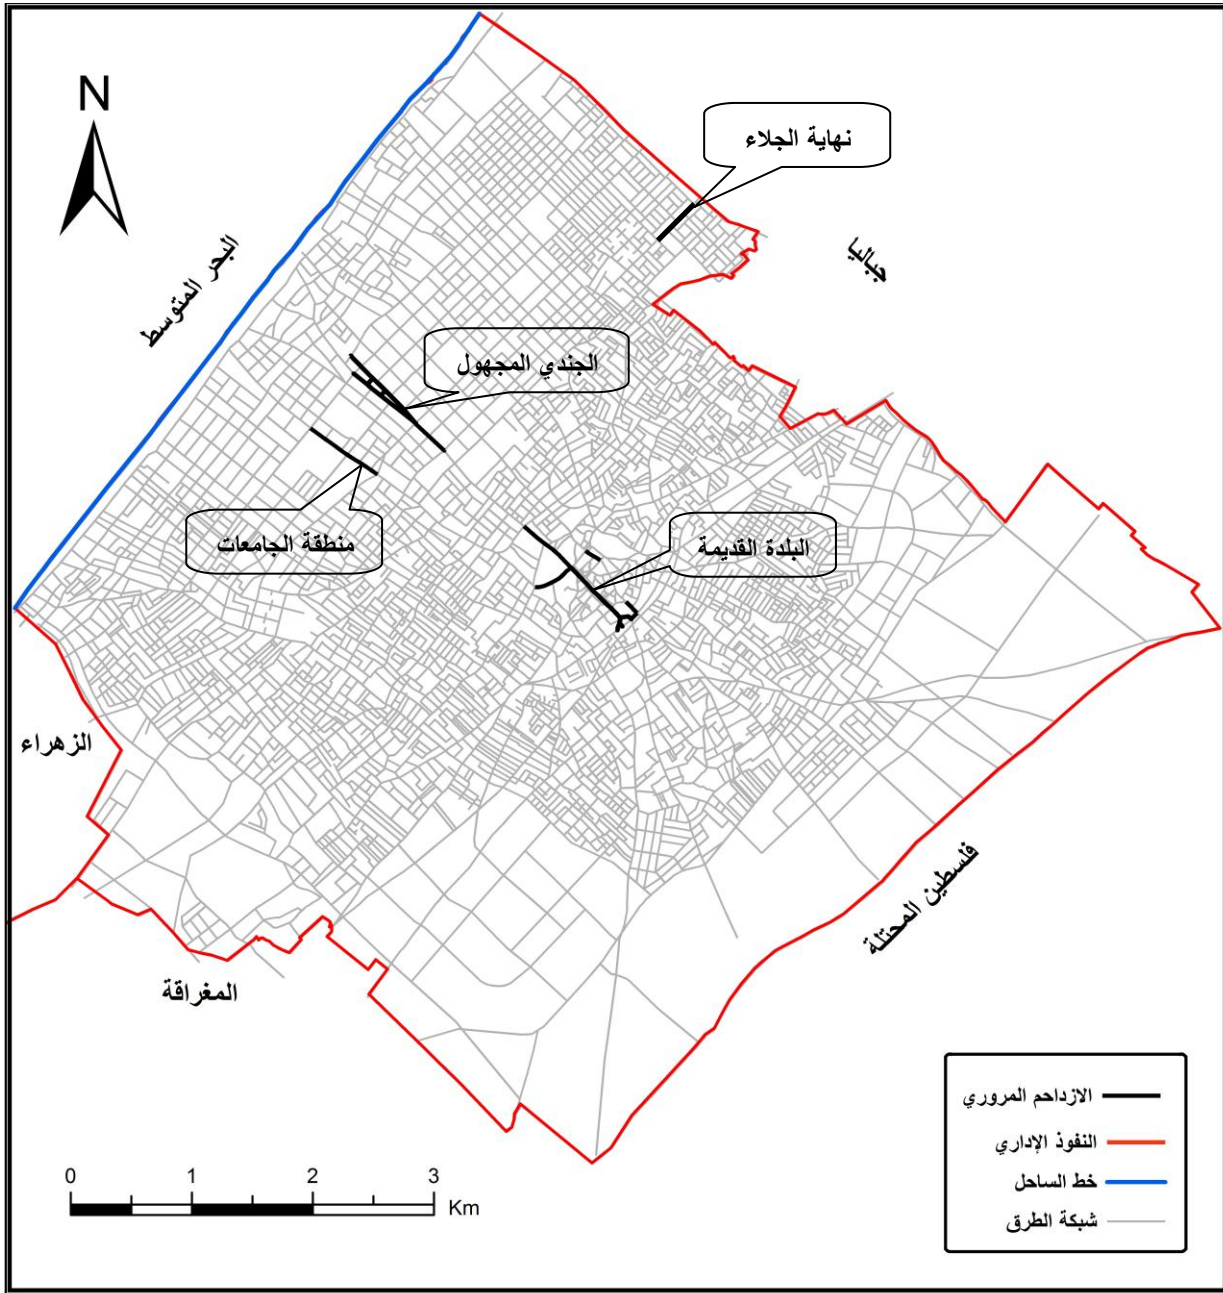 N
نهاية الجلاء
جباليا
البحر المتوسط
الجندي المجهول
منطقة الجامعات
البلدة القديمة
الزهراء
فلسطين المحتلة
المغراقة
الازداحم المروري
النفوذ الإداري
خط الساحل
شبكة الطرق
0 1 2 3
Km